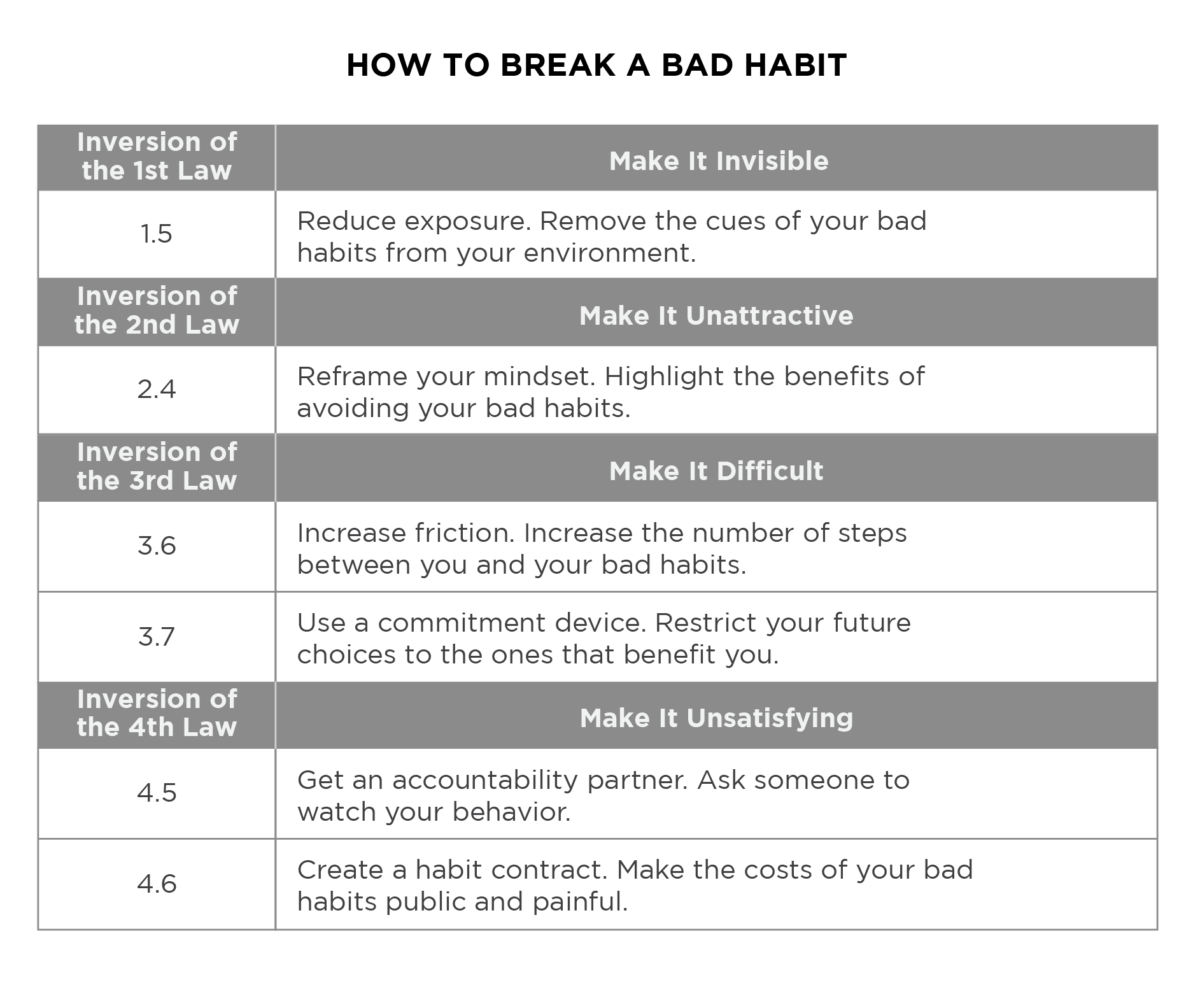 HOW TO BREAK A BAD HABIT
Inversion of
the 1st Law
Make It Invisible
1.5
Reduce exposure. Remove the cues of your bad
habits from your environment.
Inversion of
the 2nd Law
Make It Unattractive
2.4
Reframe your mindset. Highlight the benefits of
avoiding your bad habits.
Inversion of
the 3rd Law
Make It Difficult
3.6
Increase friction. Increase the number of steps
between you and your bad habits.
3.7
Use a commitment device. Restrict your future
choices to the ones that benefit you.
Inversion of
the 4th Law
Make It Unsatisfying
4.5
Get an accountability partner. Ask someone to
watch your behavior.
4.6
Create a habit contract. Make the costs of your bad
habits public and painful.